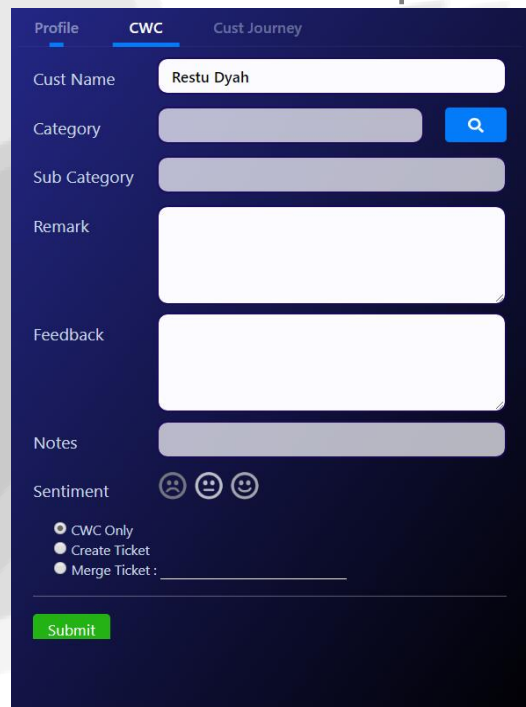 Profile CWC Cust Journey
Cust Name Restu Dyah
Category
Sub Category
Remark
Feedback
Notes
Sentiment
CWC Only
Create Ticket
Merge Ticket :
Submit